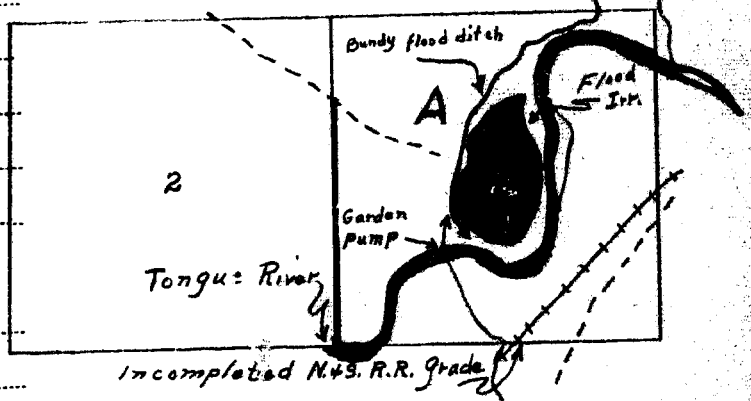 Bundy flood ditch
Flood
Irr.
A
2
Garden
pump
Tongue River
Incompleted N.&S. R.R. grade